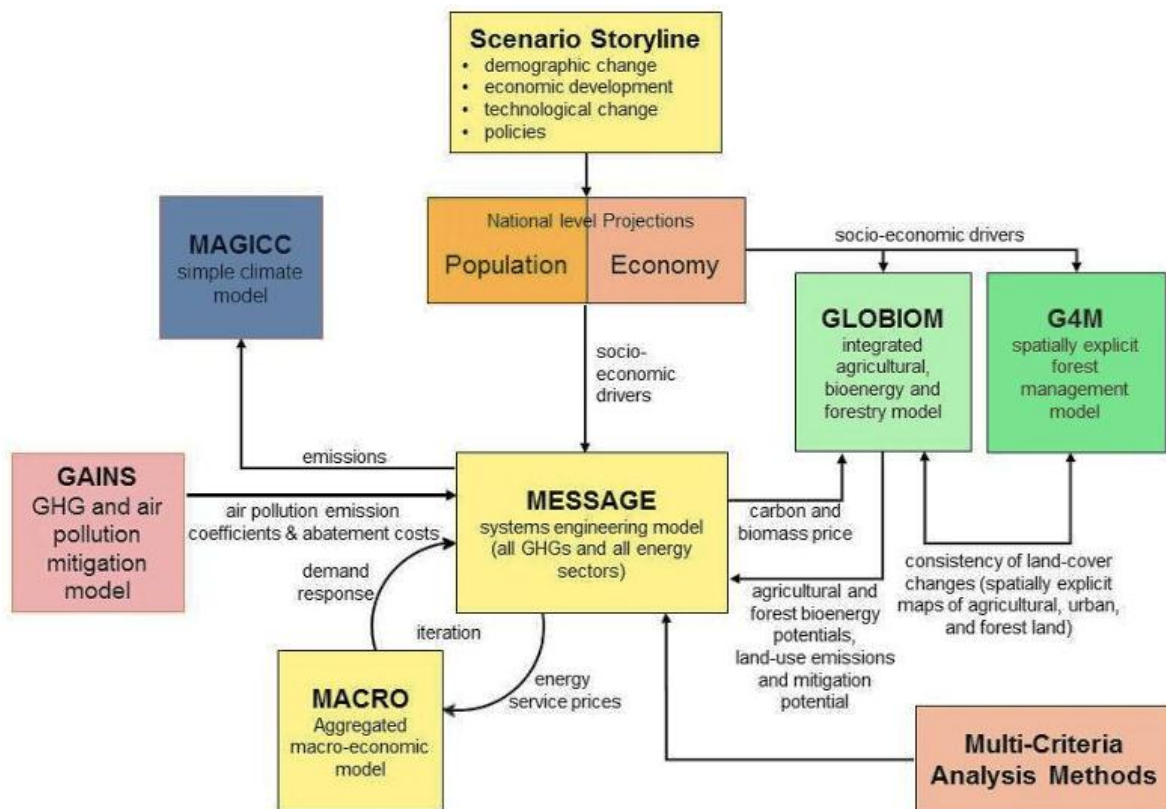 Scenario Storyline
• demographic change
• economic development
• technological change
• policies
National level Projections
Population
Economy
MAGICC
simple climate
model
socio-economic drivers
GLOBIOM
integrated
agricultural,
bioenergy and
forestry model
G4M
spatially explicit
forest
management
model
socio-
economic
drivers
emissions
GAINS
GHG and air
pollution
mitigation
model
air pollution emission
coefficients & abatement costs
MESSAGE
systems engineering model
(all GHGs and all energy
sectors)
carbon and
biomass price
consistency of land-cover
changes (spatially explicit
maps of agricultural, urban,
and forest land)
demand
response
iteration
energy
service prices
agricultural and
forest bioenergy
potentials,
land-use emissions
and mitigation
potential
MACRO
Aggregated
macro-economic
model
Multi-Criteria
Analysis Methods